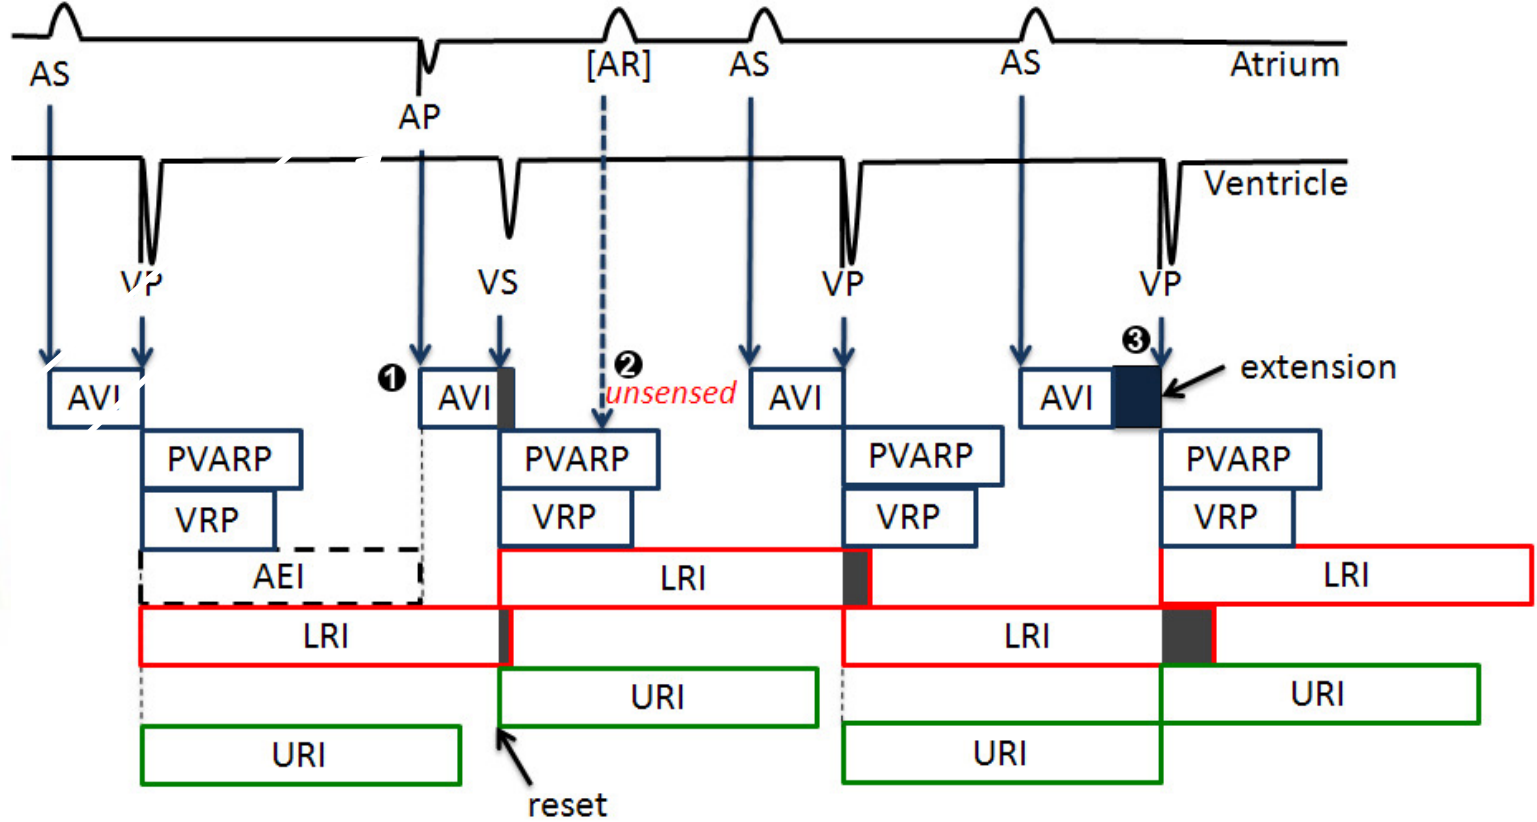 AS
[AR]
AS
AS
Atrium
AP
Ventricle
VP
VS
VP
VP
❶
❷
❸
unsensed
extension
AVI
AVI
AVI
AVI
PVARP
PVARP
PVARP
PVARP
VRP
VRP
VRP
VRP
AEI
LRI
LRI
LRI
LRI
URI
URI
URI
URI
reset